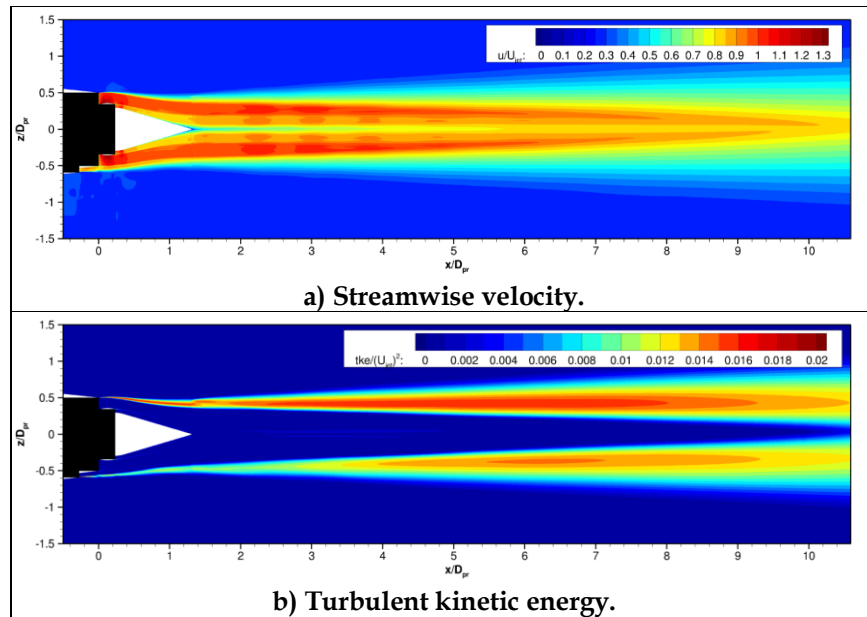 1.5
1
0.5
0
-0.5
-1
-1.5
z/D_pr
u/U_jet: 0 0.1 0.2 0.3 0.4 0.5 0.6 0.7 0.8 0.9 1 1.1 1.2 1.3
0 1 2 3 4 5 6 7 8 9 10
x/D_pr
a) Streamwise velocity.
1.5
1
0.5
0
-0.5
-1
-1.5
z/D_pr
tke/(U_jet)²: 0 0.002 0.004 0.006 0.008 0.01 0.012 0.014 0.016 0.018 0.02
0 1 2 3 4 5 6 7 8 9 10
x/D_pr
b) Turbulent kinetic energy.